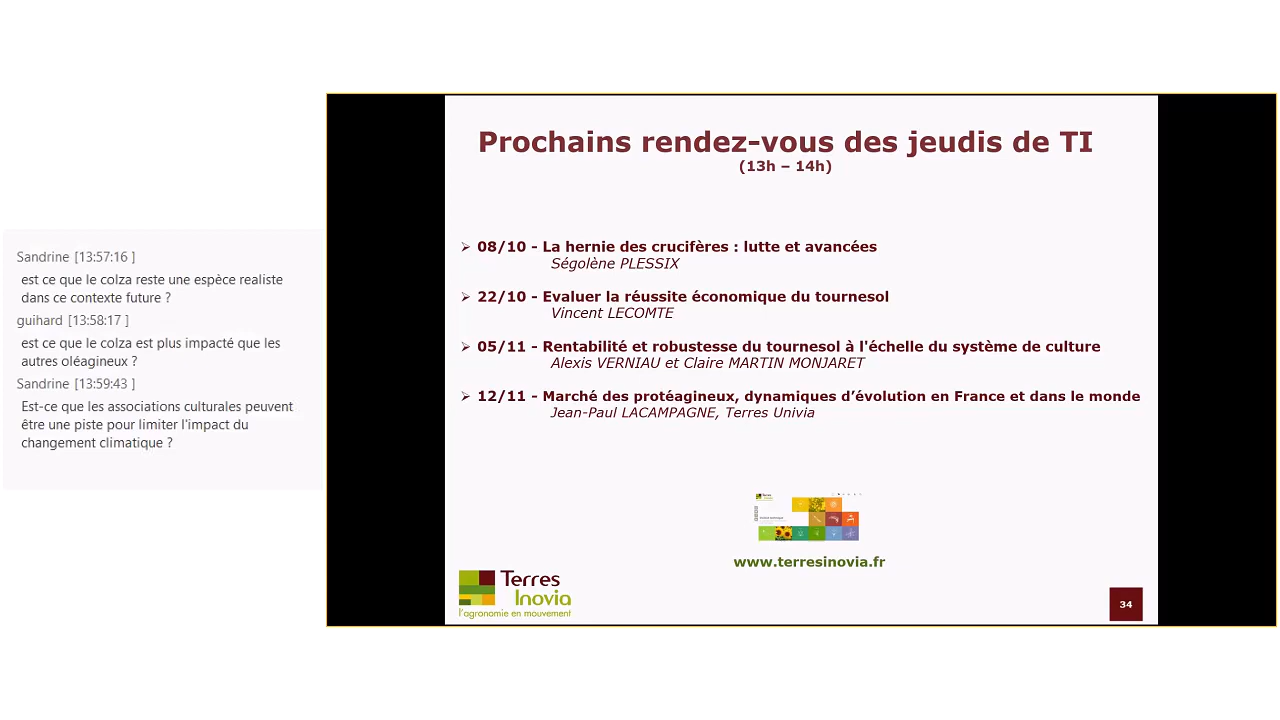 Sandrine [13:57:16 ]
est ce que le colza reste une espèce realiste
dans ce contexte future ?
guihard [13:58:17 ]
est ce que le colza est plus impacté que les
autres oléagineux ?
Sandrine [13:59:43 ]
Est-ce que les associations culturales peuvent
être une piste pour limiter l'impact du
changement climatique ?
Prochains rendez-vous des jeudis de TI
(13h – 14h)
➢ 08/10 - La hernie des crucifères : lutte et avancées
Ségolène PLESSIX
➢ 22/10 - Evaluer la réussite économique du tournesol
Vincent LECOMTE
➢ 05/11 - Rentabilité et robustesse du tournesol à l'échelle du système de culture
Alexis VERNIAU et Claire MARTIN MONJARET
➢ 12/11 - Marché des protéagineux, dynamiques d’évolution en France et dans le monde
Jean-Paul LACAMPAGNE, Terres Univia
www.terresinovia.fr
Terres
Inovia
l'agronomie en mouvement
34